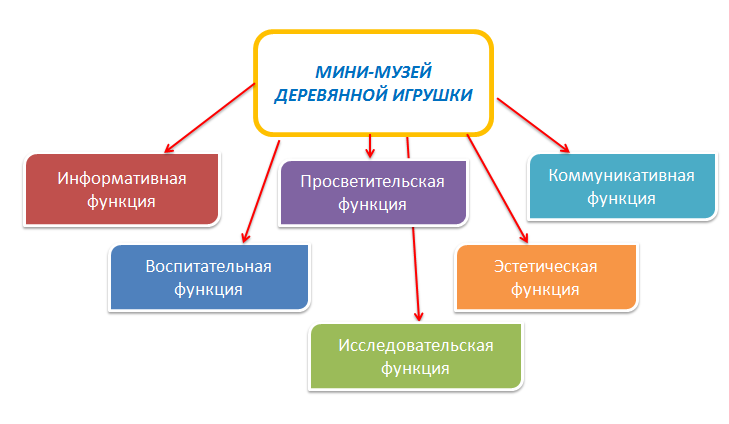 МИНИ-МУЗЕЙ
ДЕРЕВЯННОЙ ИГРУШКИ
Информативная
функция
Просветительская
функция
Коммуникативная
функция
Воспитательная
функция
Эстетическая
функция
Исследовательская
функция